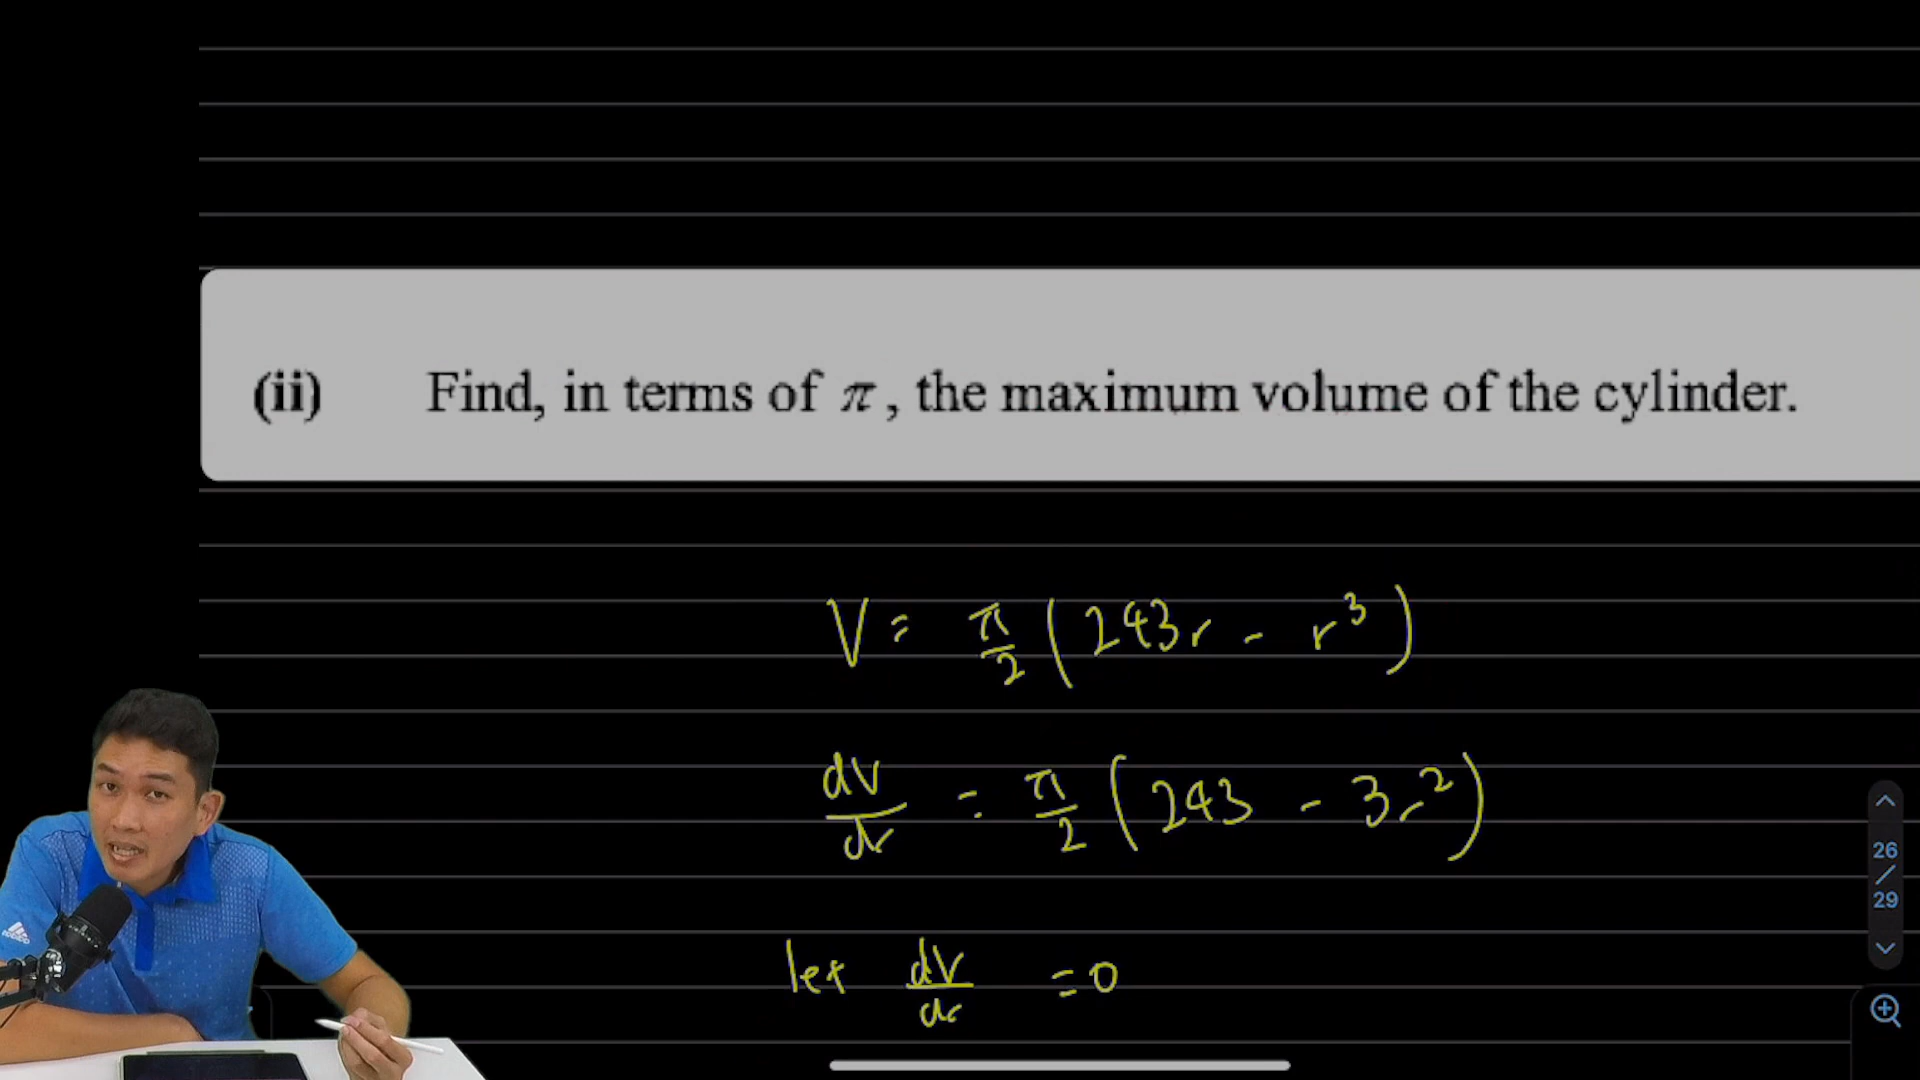 (ii) Find, in terms of π, the maximum volume of the cylinder.
V = π/2 (243r - r³)
dV/dr = π/2 (243 - 3r²)
let dV/dr = 0
26
/
29
adidas